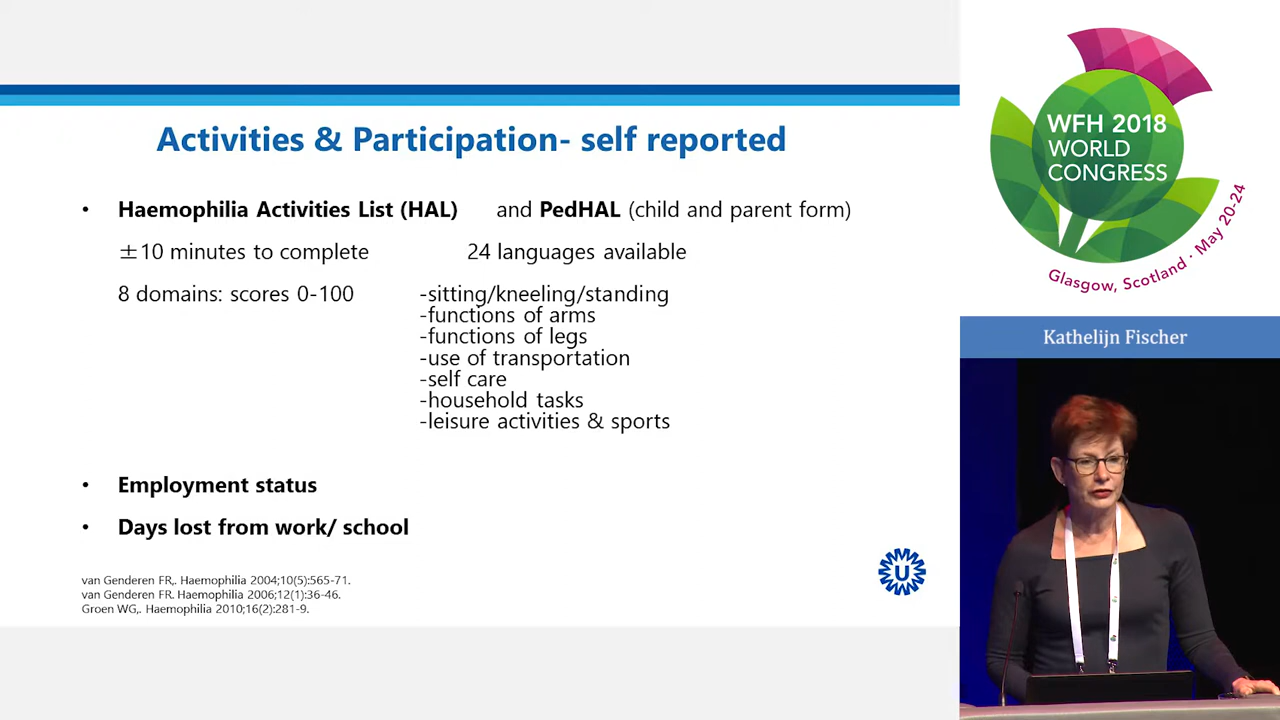 Activities & Participation- self reported
• Haemophilia Activities List (HAL) and PedHAL (child and parent form)
±10 minutes to complete 24 languages available
8 domains: scores 0-100 -sitting/kneeling/standing
-functions of arms
-functions of legs
-use of transportation
-self care
-household tasks
-leisure activities & sports
• Employment status
• Days lost from work/ school
van Genderen FR,. Haemophilia 2004;10(5):565-71.
van Genderen FR. Haemophilia 2006;12(1):36-46.
Groen WG,. Haemophilia 2010;16(2):281-9.
U
WFH 2018
WORLD
CONGRESS
Glasgow, Scotland · May 20-24
Kathelijn Fischer